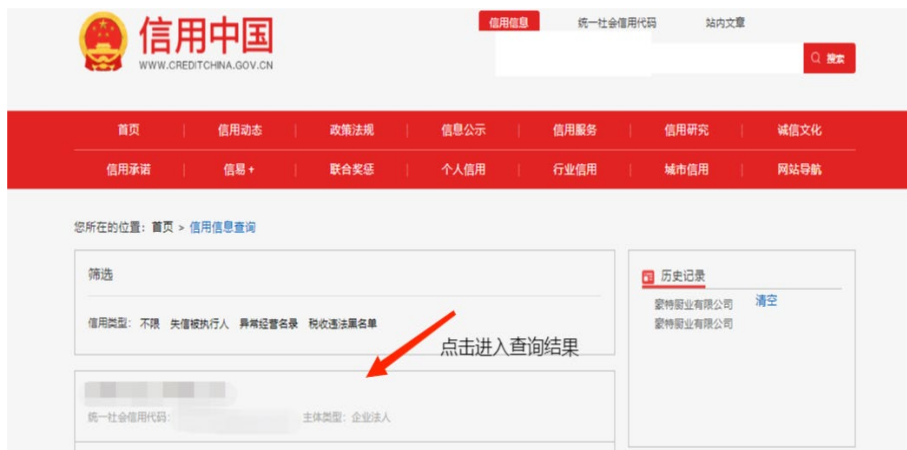 信用信息 统一社会信用代码 站内文章
信用中国
WWW.CREDITCHINA.GOV.CN
搜索
首页 信用动态 政策法规 信息公示 信用服务 信用研究 诚信文化
信用承诺 信易+ 联合奖惩 个人信用 行业信用 城市信用 网站导航
您所在的位置：首页 > 信用信息查询
筛选
信用类型： 不限 失信被执行人 异常经营名录 税收违法黑名单
点击进入查询结果
统一社会信用代码： 主体类型：企业法人
历史记录
清空
豪特厨业有限公司
豪特厨业有限公司